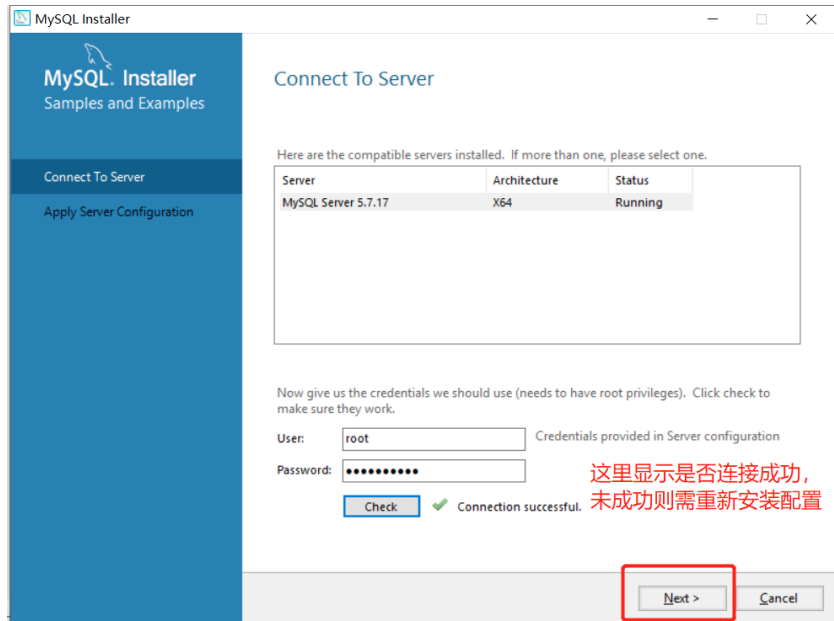 MySQL Installer
MySQL. Installer
Samples and Examples
Connect To Server
Apply Server Configuration
Connect To Server
Here are the compatible servers installed. If more than one, please select one.
Server Architecture Status
MySQL Server 5.7.17 X64 Running
Now give us the credentials we should use (needs to have root privileges). Click check to
make sure they work.
User: root Credentials provided in Server configuration
Password: ●●●●●●●●●●
Check Connection successful.
这里显示是否连接成功，
未成功则需重新安装配置
Next > Cancel